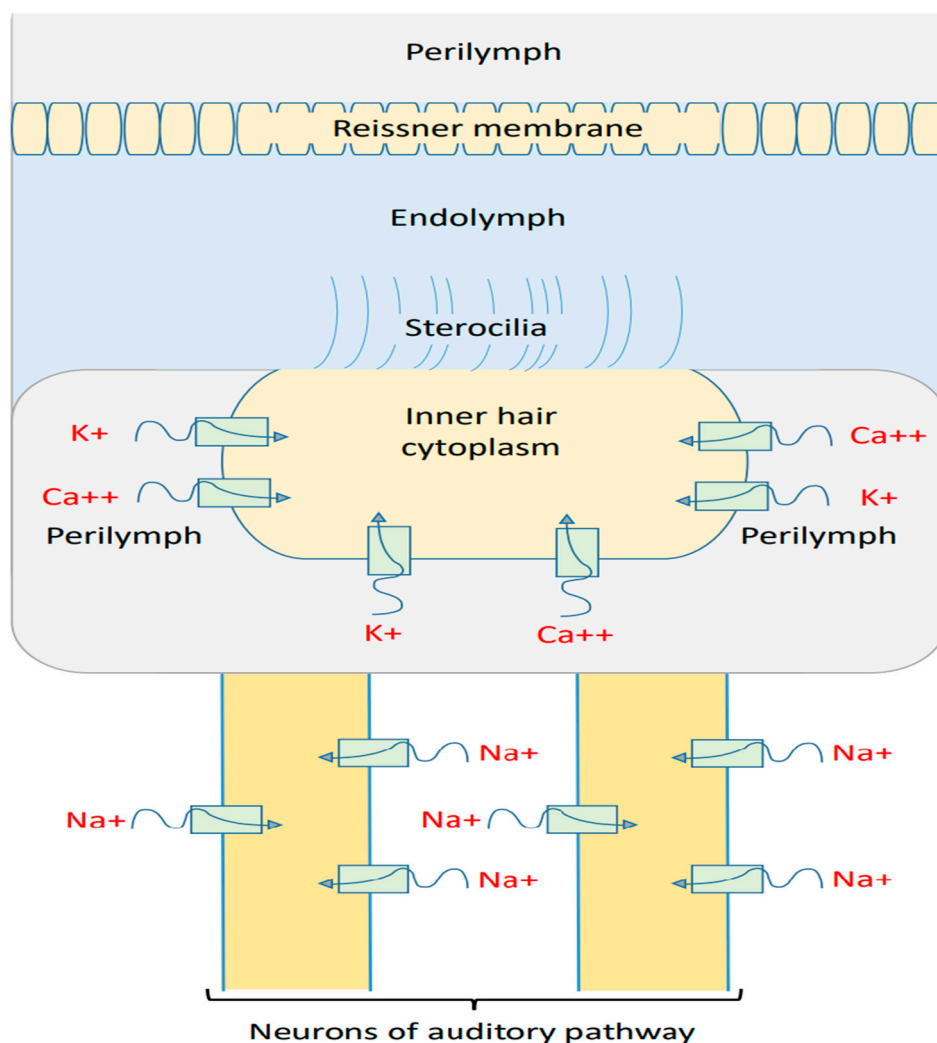 Perilymph
Reissner membrane
Endolymph
Sterocilia
Inner hair
cytoplasm
K+
Ca++
Ca++
K+
Perilymph
Perilymph
K+
Ca++
Na+
Na+
Na+
Na+
Na+
Na+
Neurons of auditory pathway